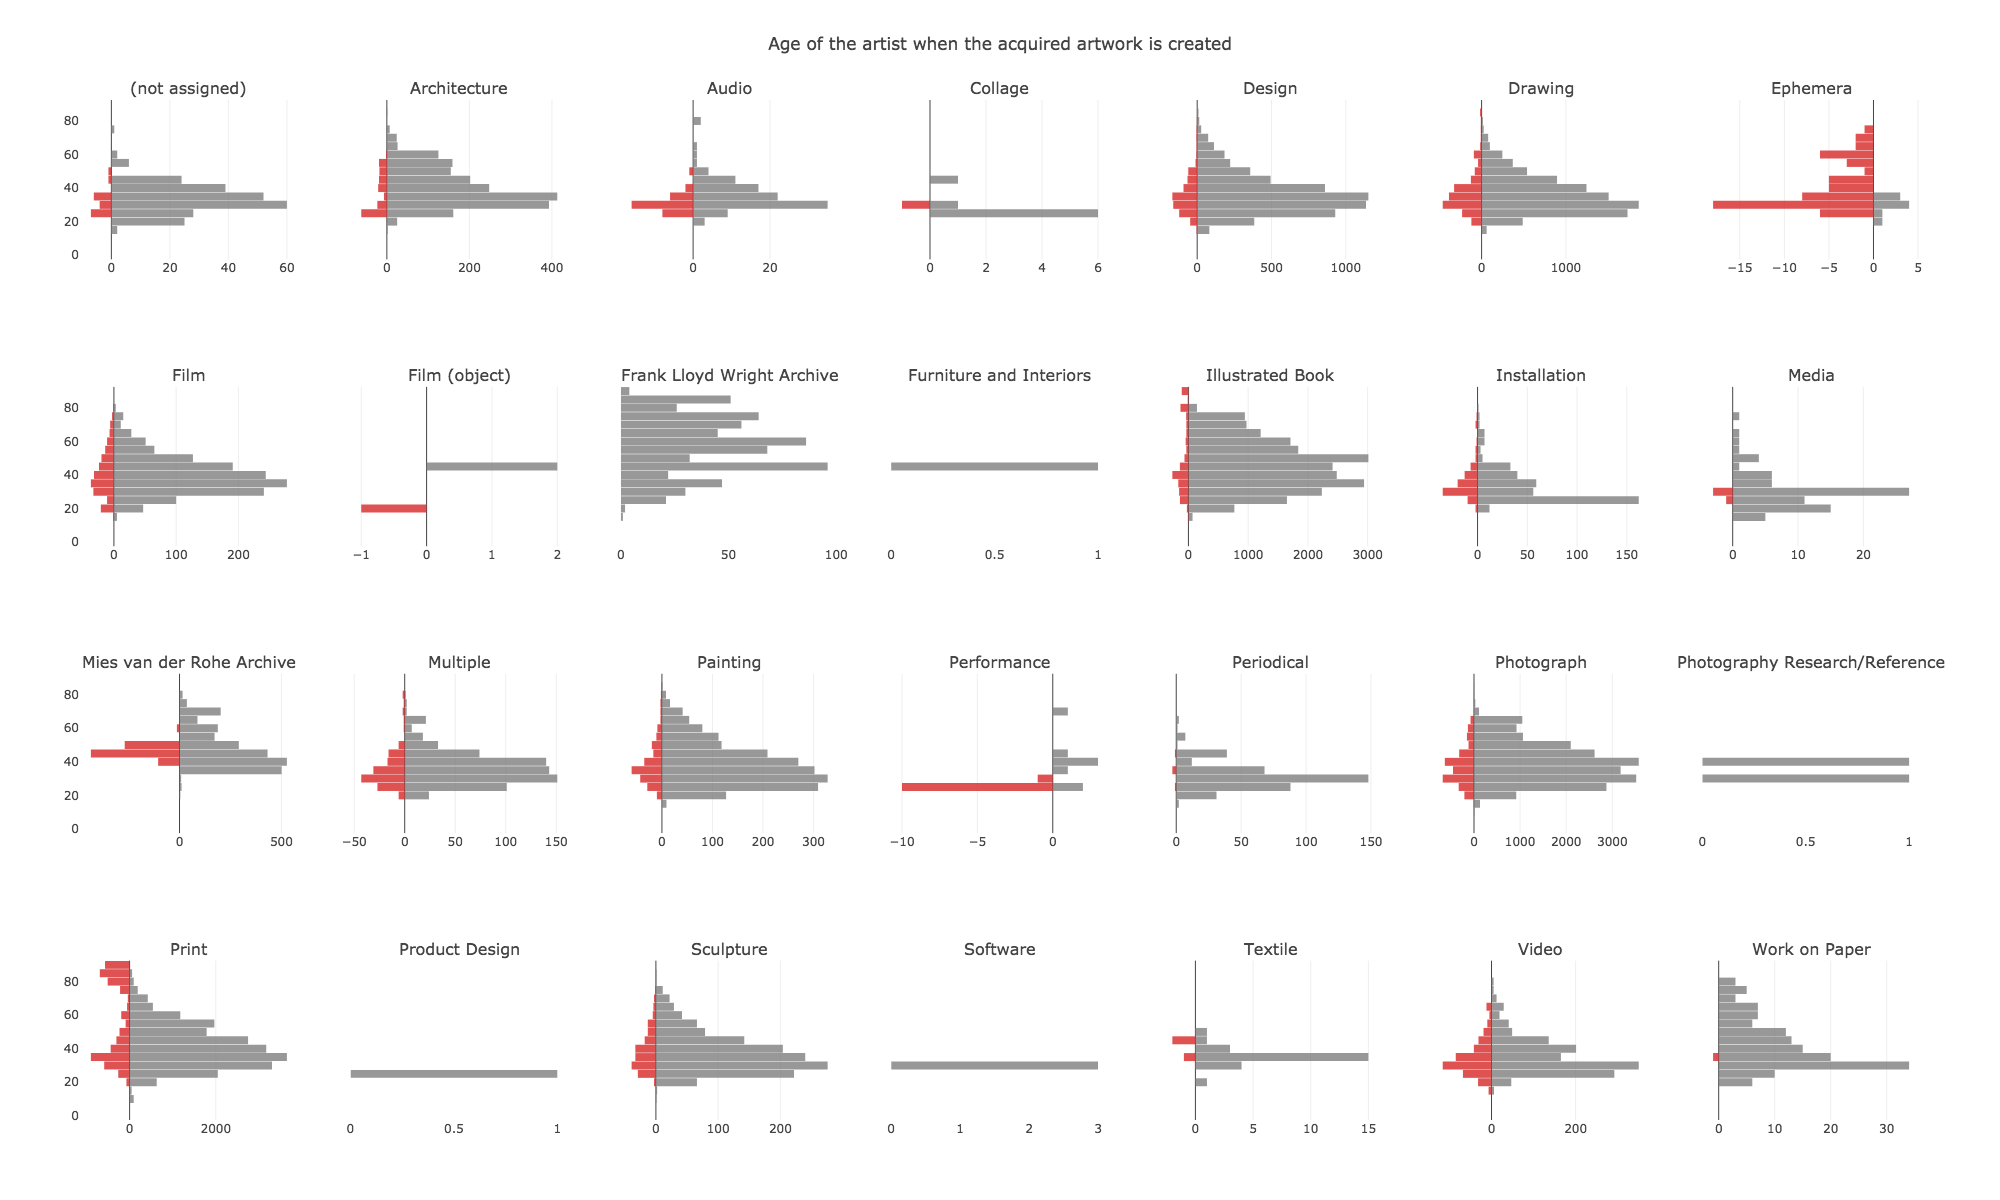 Age of the artist when the acquired artwork is created
(not assigned) Architecture Audio Collage Design Drawing Ephemera
80
60
40
20
0
0 20 40 60 0 200 400 0 20 0 2 4 6 0 500 1000 0 1000 −15 −10 −5 0 5
Film Film (object) Frank Lloyd Wright Archive Furniture and Interiors Illustrated Book Installation Media
80
60
40
20
0
0 100 200 −1 0 1 2 0 50 100 0 0.5 1 0 1000 2000 3000 0 50 100 150 0 10 20
Mies van der Rohe Archive Multiple Painting Performance Periodical Photograph Photography Research/Reference
80
60
40
20
0
0 500 −50 0 50 100 150 0 100 200 300 −10 −5 0 0 50 100 150 0 1000 2000 3000 0 0.5 1
Print Product Design Sculpture Software Textile Video Work on Paper
80
60
40
20
0
0 2000 0 0.5 1 0 100 200 0 1 2 3 0 5 10 15 0 200 0 10 20 30